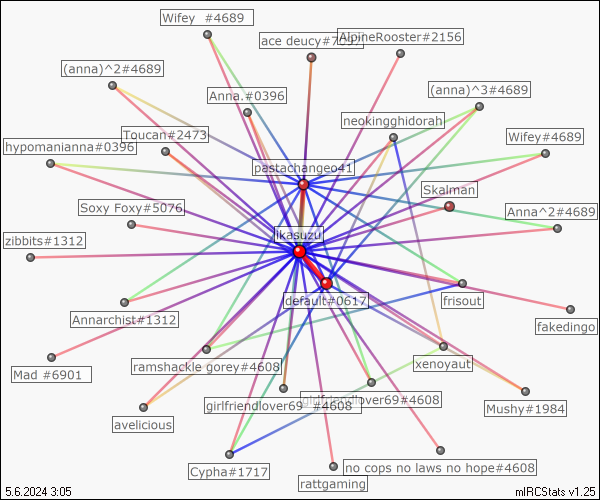 Wifey #4689
ace deucy#7
AlpineRooster#2156
(anna)^2#4689
(anna)^3#4689
Anna.#0396
neokingghidorah
Toucan#2473
Wifey#4689
hypomanianna#0396
pastachangeo41
Skalman
Soxy Foxy#5076
Anna^2#4689
zibbits#1312
ikasuzu
default#0617
frisout
Annarchist#1312
fakedingo
ramshackle gorey#4608
xenoyaut
Mad #6901
girlfriendlover69_#4608
girlfriendlover69#4608
Mushy#1984
avelicious
Cypha#1717
no cops no laws no hope#4608
rattgaming
5.6.2024 3:05
mIRCStats v1.25